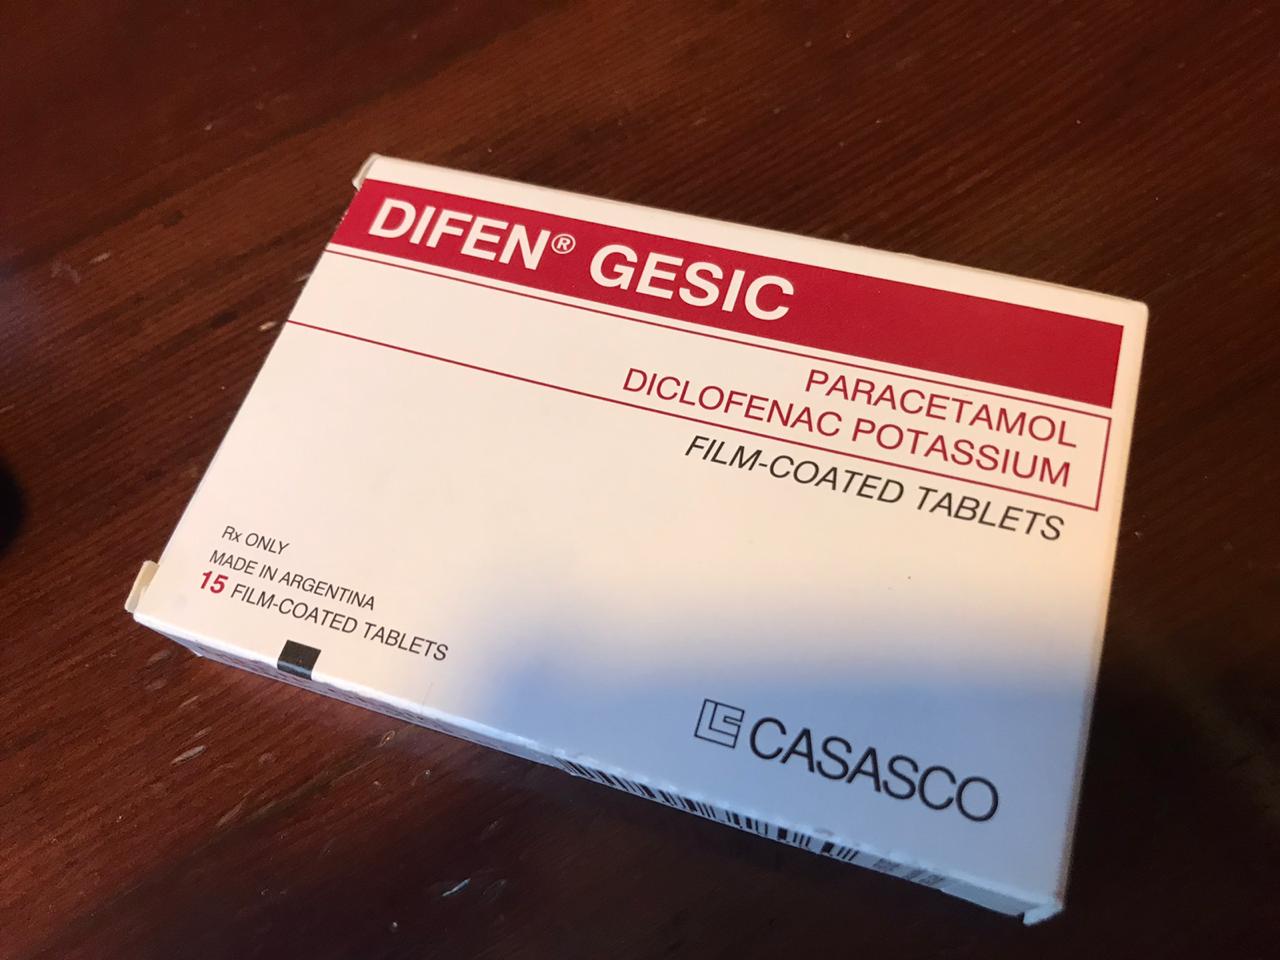 DIFEN® GESIC
PARACETAMOL
DICLOFENAC POTASSIUM
FILM-COATED TABLETS
Rx ONLY
MADE IN ARGENTINA
15 FILM-COATED TABLETS
CASASCO